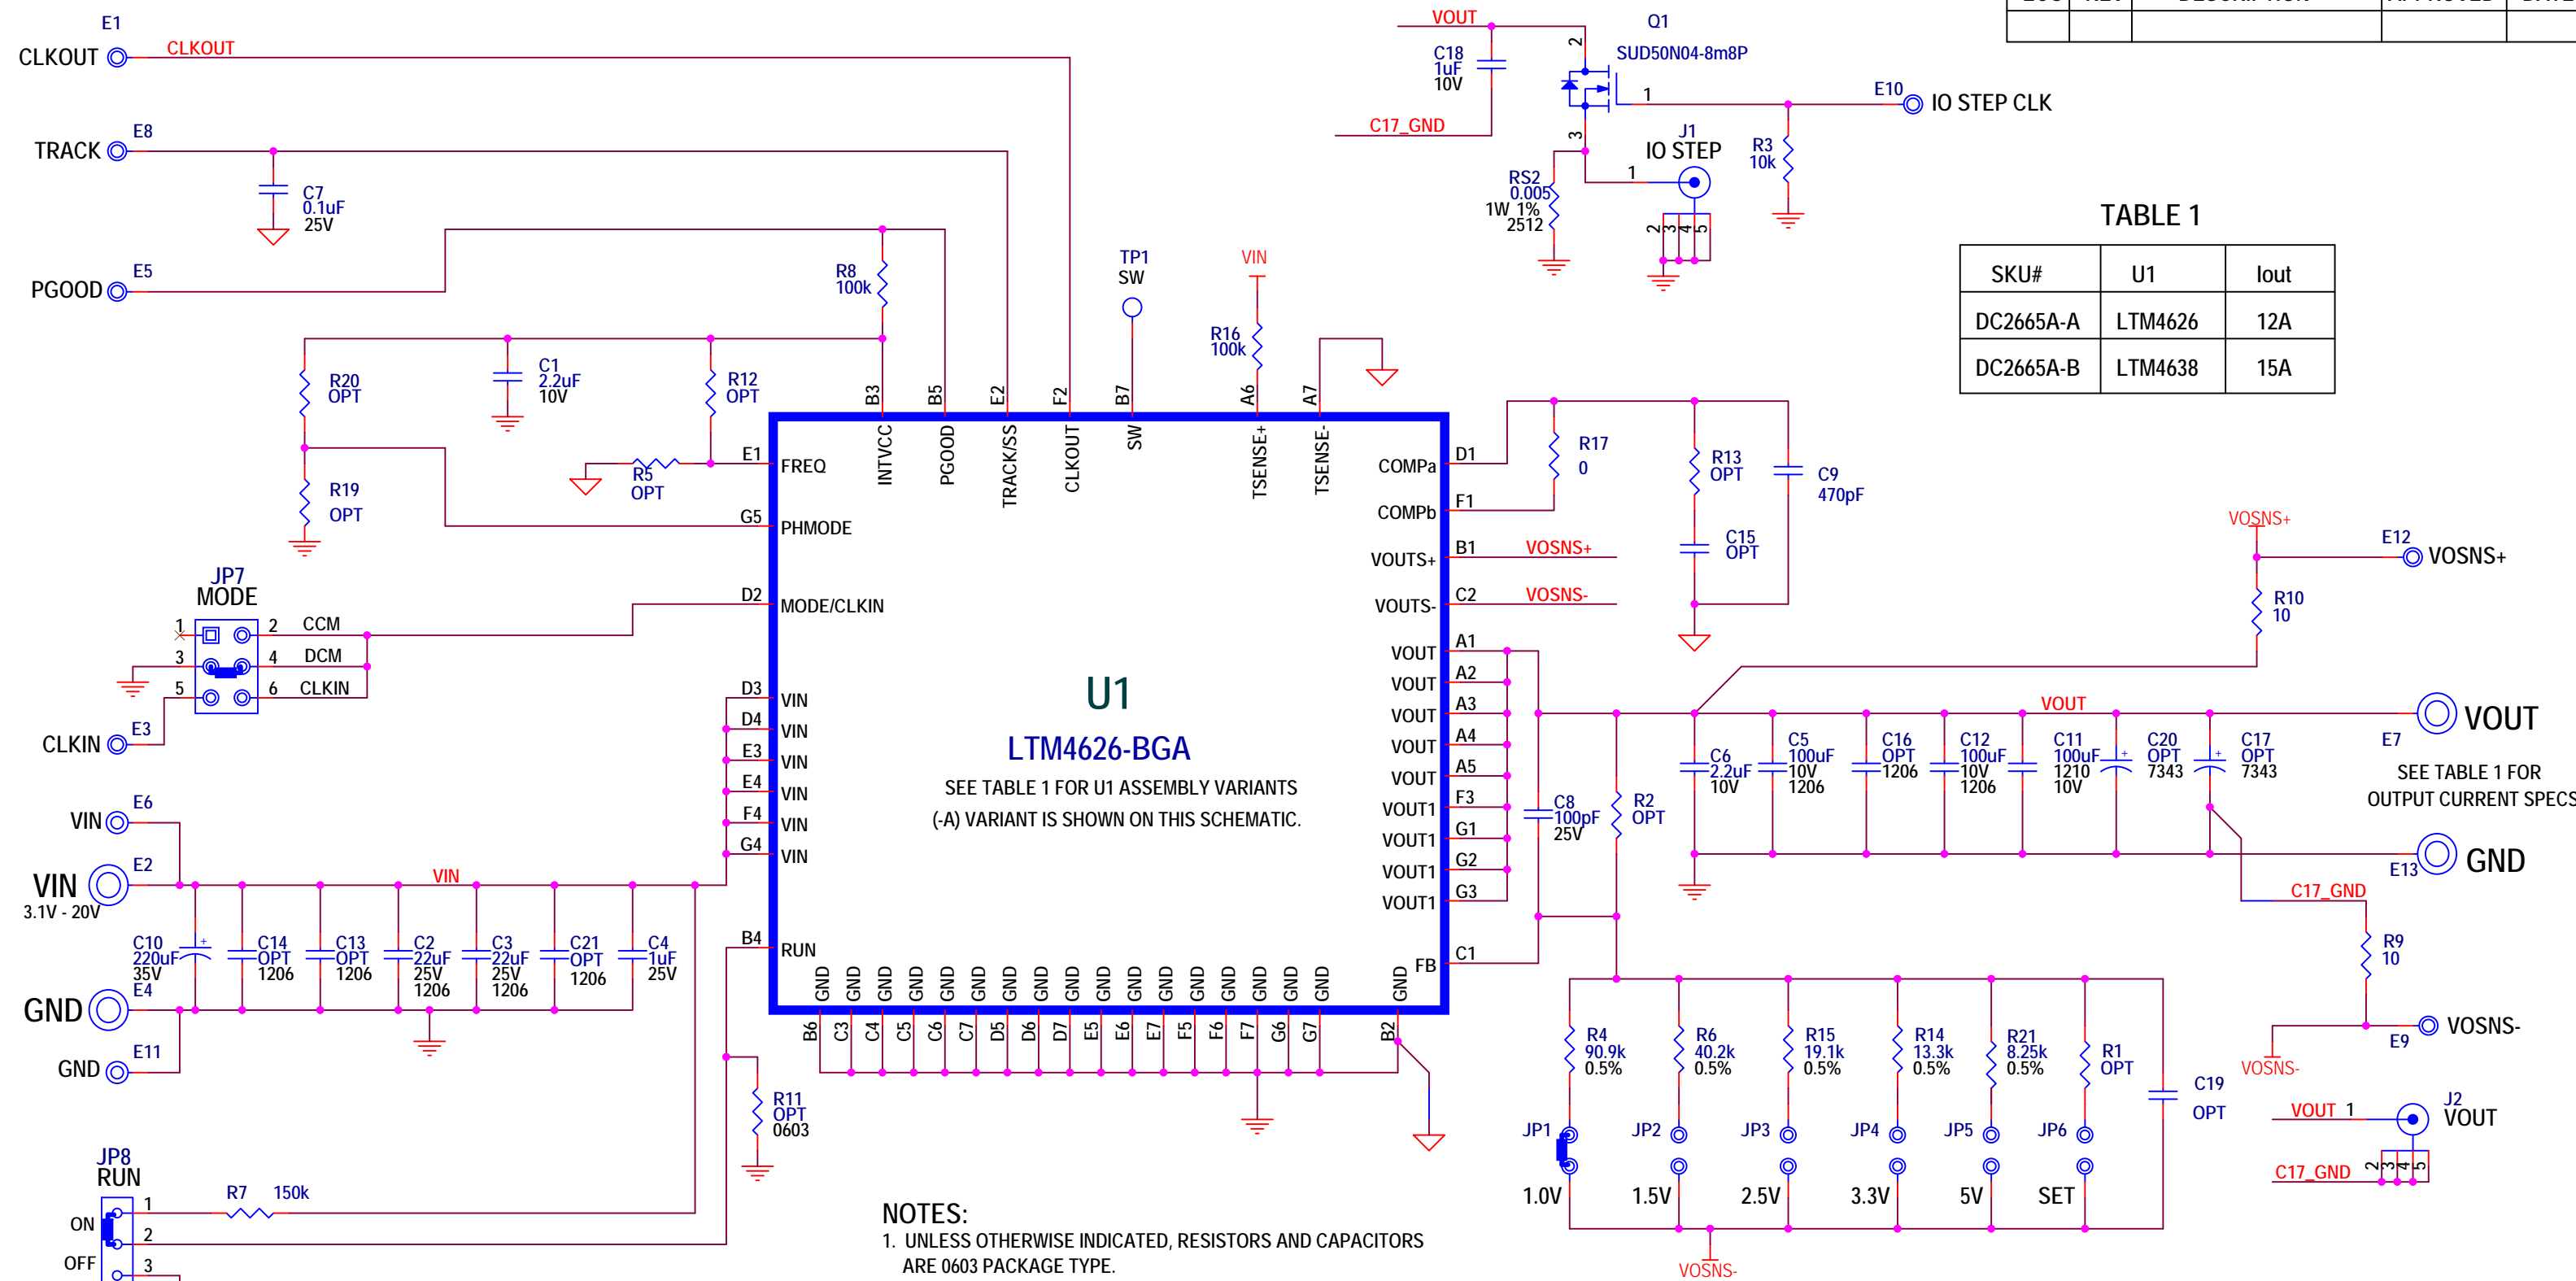 E1
CLKOUT
CLKOUT
E8
TRACK
C7
0.1uF
25V
E5
PGOOD
R8
100k
R20
OPT
C1
2.2uF
10V
R12
OPT
R19
OPT
R5
OPT
TP1
SW
VIN
R16
100k
VOUT
C18
1uF
10V
C17_GND
Q1
SUD50N04-8m8P
2
1
3
E10
IO STEP CLK
J1
IO STEP
1
2
3
4
5
R3
10k
RS2
0.005
1W 1%
2512
TABLE 1
SKU# U1 Iout
DC2665A-A LTM4626 12A
DC2665A-B LTM4638 15A
B3
B5
E2
F2
B7
A6
A7
INTVCC
PGOOD
TRACK/SS
CLKOUT
SW
TSENSE+
TSENSE-
E1 FREQ
G5 PHMODE
D2 MODE/CLKIN
D3 VIN
D4 VIN
E3 VIN
E4 VIN
F4 VIN
G4 VIN
B4 RUN
U1
LTM4626-BGA
SEE TABLE 1 FOR U1 ASSEMBLY VARIANTS
(-A) VARIANT IS SHOWN ON THIS SCHEMATIC.
COMPa D1
COMPb F1
VOUTS+ B1 VOSNS+
VOUTS- C2 VOSNS-
VOUT A1
VOUT A2
VOUT A3
VOUT A4
VOUT A5
VOUT1 F3
VOUT1 G1
VOUT1 G2
VOUT1 G3
FB C1
GND GND GND GND GND GND GND GND GND GND GND GND GND GND GND GND GND GND
B6 C3 C4 C5 C6 C7 D5 D6 D7 E5 E6 E7 F5 F6 F7 G6 G7 B2
R17
0
R13
OPT
C9
470pF
C15
OPT
JP7
MODE
1 2 CCM
3 4 DCM
5 6 CLKIN
CLKIN
E3
E6
VIN
E2
VIN
3.1V - 20V
VIN
C10
220uF
35V
C14
OPT
1206
C13
OPT
1206
C2
22uF
25V
1206
C3
22uF
25V
1206
C21
OPT
1206
C4
1uF
25V
E4
GND
E11
GND
R11
OPT
0603
JP8
RUN
ON
OFF
1
2
3
R7 150k
VOSNS+
E12
VOSNS+
R10
10
VOUT
E7
VOUT
SEE TABLE 1 FOR
OUTPUT CURRENT SPECS
C8
100pF
25V
R2
OPT
C6
2.2uF
10V
C5
100uF
10V
1206
C16
OPT
1206
C12
100uF
10V
1206
C11
100uF
1210
10V
C20
OPT
7343
C17
OPT
7343
E13
GND
C17_GND
R9
10
VOSNS-
E9
VOSNS-
R4
90.9k
0.5%
R6
40.2k
0.5%
R15
19.1k
0.5%
R14
13.3k
0.5%
R21
8.25k
0.5%
R1
OPT
C19
OPT
JP1 JP2 JP3 JP4 JP5 JP6
1.0V 1.5V 2.5V 3.3V 5V SET
VOSNS-
J2
VOUT
VOUT 1
C17_GND 2 3 4 5
NOTES:
1. UNLESS OTHERWISE INDICATED, RESISTORS AND CAPACITORS
ARE 0603 PACKAGE TYPE.